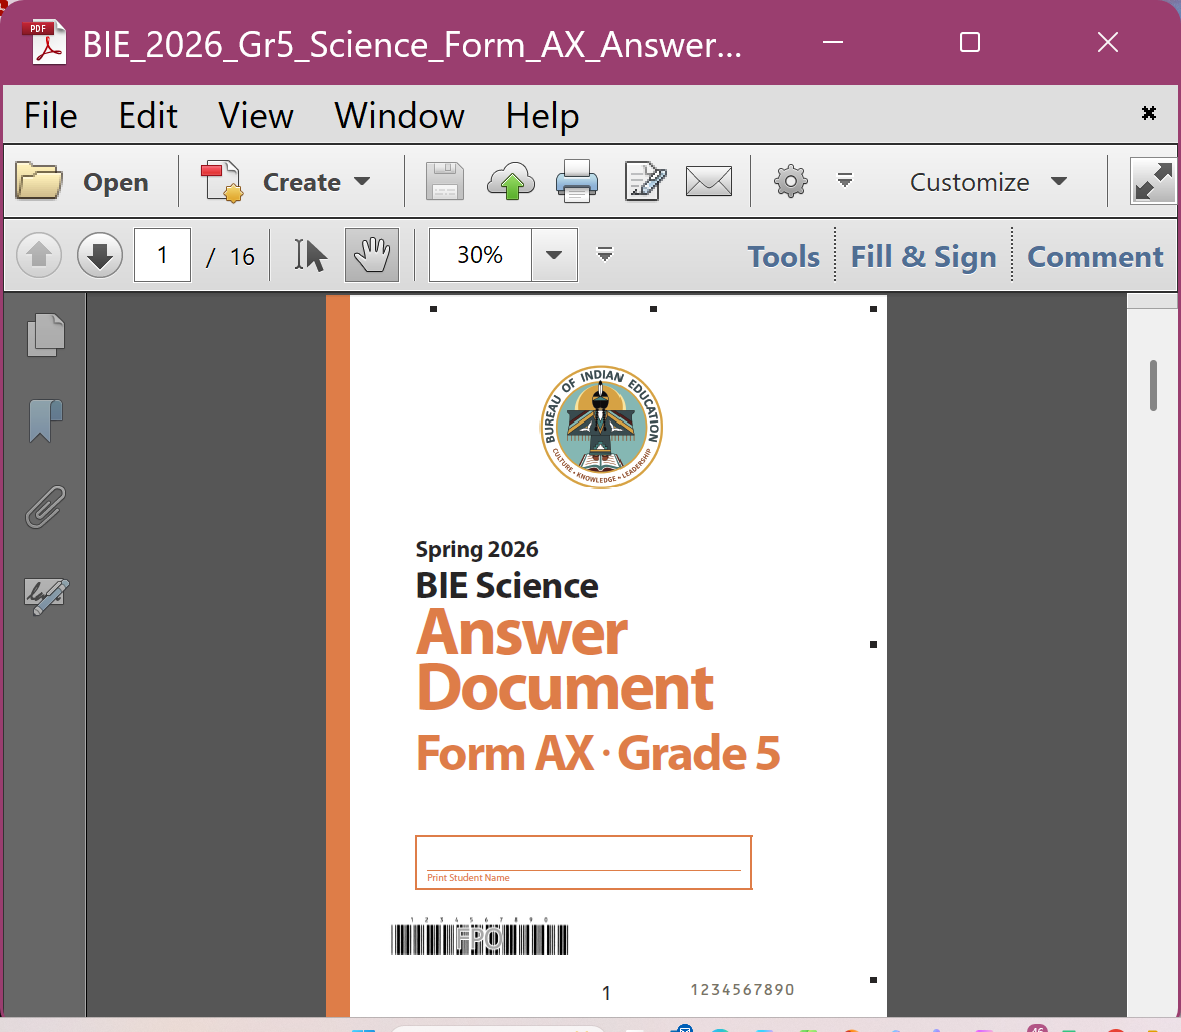 BIE_2026_Gr5_Science_Form_AX_Answer...
File Edit View Window Help
Open Create Customize
1 / 16 30% Tools Fill & Sign Comment
BUREAU OF INDIAN EDUCATION
CULTURE • KNOWLEDGE • LEADERSHIP
Spring 2026
BIE Science
Answer
Document
Form AX · Grade 5
Print Student Name
1 2 3 4 5 6 7 8 9 0
FPO
1 1234567890
46